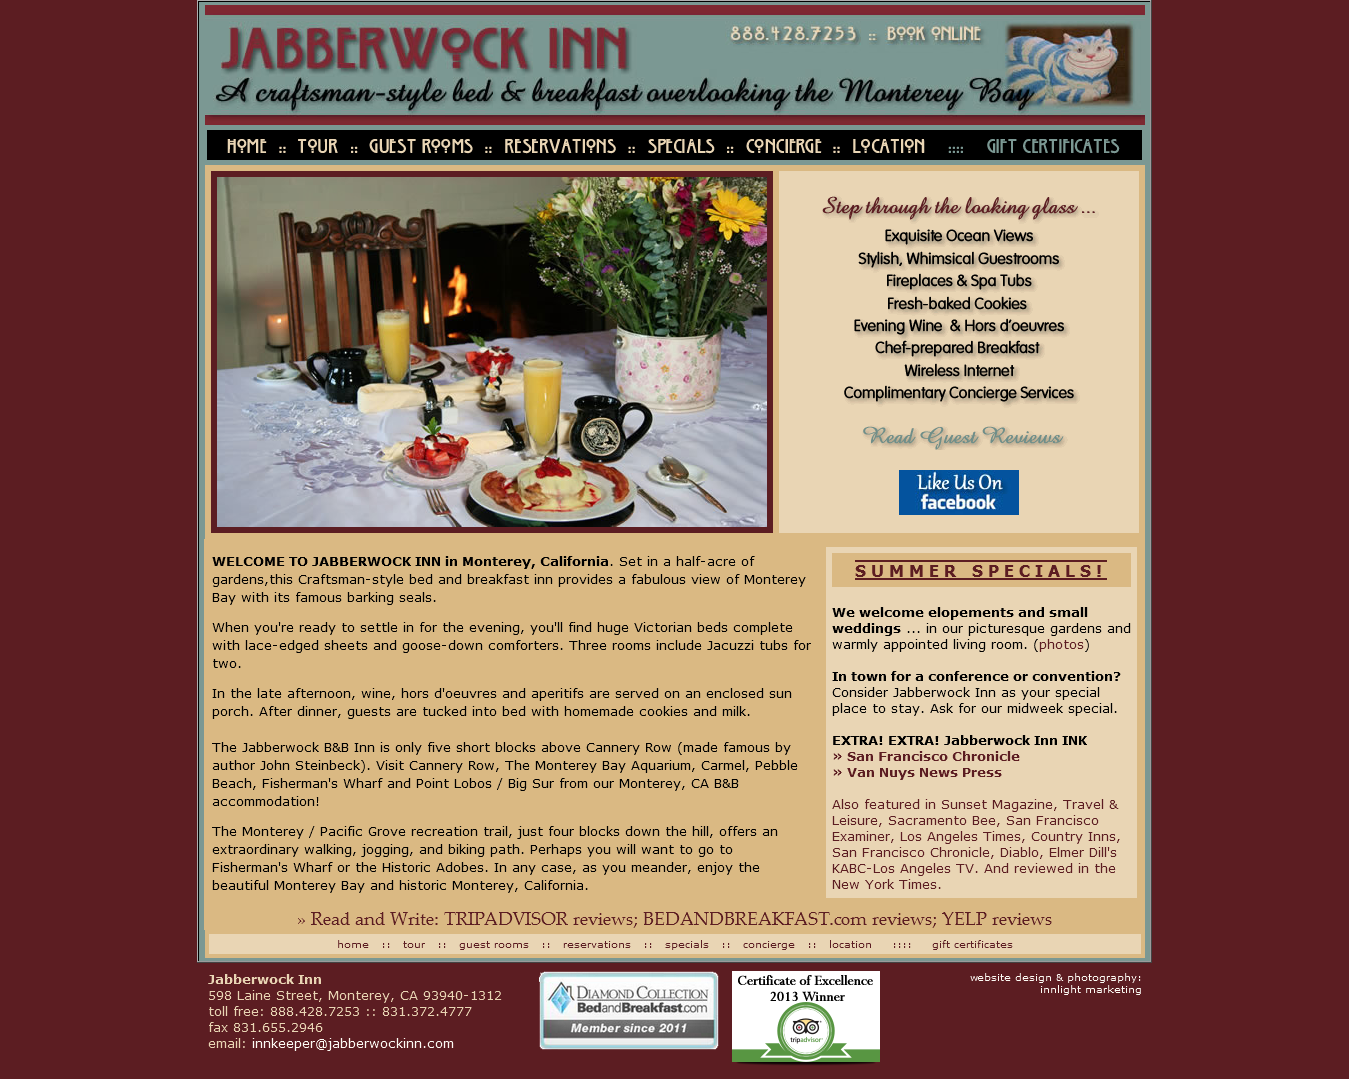 JABBERWOCK INN
888.428.7253 :: BOOK ONLINE
A craftsman-style bed & breakfast overlooking the Monterey Bay
HOME :: TOUR :: GUEST ROOMS :: RESERVATIONS :: SPECIALS :: CONCIERGE :: LOCATION :::: GIFT CERTIFICATES
Step through the looking glass ...
Exquisite Ocean Views
Stylish, Whimsical Guestrooms
Fireplaces & Spa Tubs
Fresh-baked Cookies
Evening Wine & Hors d'oeuvres
Chef-prepared Breakfast
Wireless Internet
Complimentary Concierge Services
Read Guest Reviews
Like Us On
facebook
WELCOME TO JABBERWOCK INN in Monterey, California. Set in a half-acre of
gardens,this Craftsman-style bed and breakfast inn provides a fabulous view of Monterey
Bay with its famous barking seals.
When you're ready to settle in for the evening, you'll find huge Victorian beds complete
with lace-edged sheets and goose-down comforters. Three rooms include Jacuzzi tubs for
two.
In the late afternoon, wine, hors d'oeuvres and aperitifs are served on an enclosed sun
porch. After dinner, guests are tucked into bed with homemade cookies and milk.
The Jabberwock B&B Inn is only five short blocks above Cannery Row (made famous by
author John Steinbeck). Visit Cannery Row, The Monterey Bay Aquarium, Carmel, Pebble
Beach, Fisherman's Wharf and Point Lobos / Big Sur from our Monterey, CA B&B
accommodation!
The Monterey / Pacific Grove recreation trail, just four blocks down the hill, offers an
extraordinary walking, jogging, and biking path. Perhaps you will want to go to
Fisherman's Wharf or the Historic Adobes. In any case, as you meander, enjoy the
beautiful Monterey Bay and historic Monterey, California.
SUMMER SPECIALS!
We welcome elopements and small
weddings ... in our picturesque gardens and
warmly appointed living room. (photos)
In town for a conference or convention?
Consider Jabberwock Inn as your special
place to stay. Ask for our midweek special.
EXTRA! EXTRA! Jabberwock Inn INK
» San Francisco Chronicle
» Van Nuys News Press
Also featured in Sunset Magazine, Travel &
Leisure, Sacramento Bee, San Francisco
Examiner, Los Angeles Times, Country Inns,
San Francisco Chronicle, Diablo, Elmer Dill's
KABC-Los Angeles TV. And reviewed in the
New York Times.
» Read and Write: TRIPADVISOR reviews; BEDANDBREAKFAST.com reviews; YELP reviews
home :: tour :: guest rooms :: reservations :: specials :: concierge :: location :::: gift certificates
Jabberwock Inn
598 Laine Street, Monterey, CA 93940-1312
toll free: 888.428.7253 :: 831.372.4777
fax 831.655.2946
email: innkeeper@jabberwockinn.com
DIAMOND COLLECTION
BedandBreakfast.com
Member since 2011
Certificate of Excellence
2013 Winner
tripadvisor
website design & photography:
innlight marketing